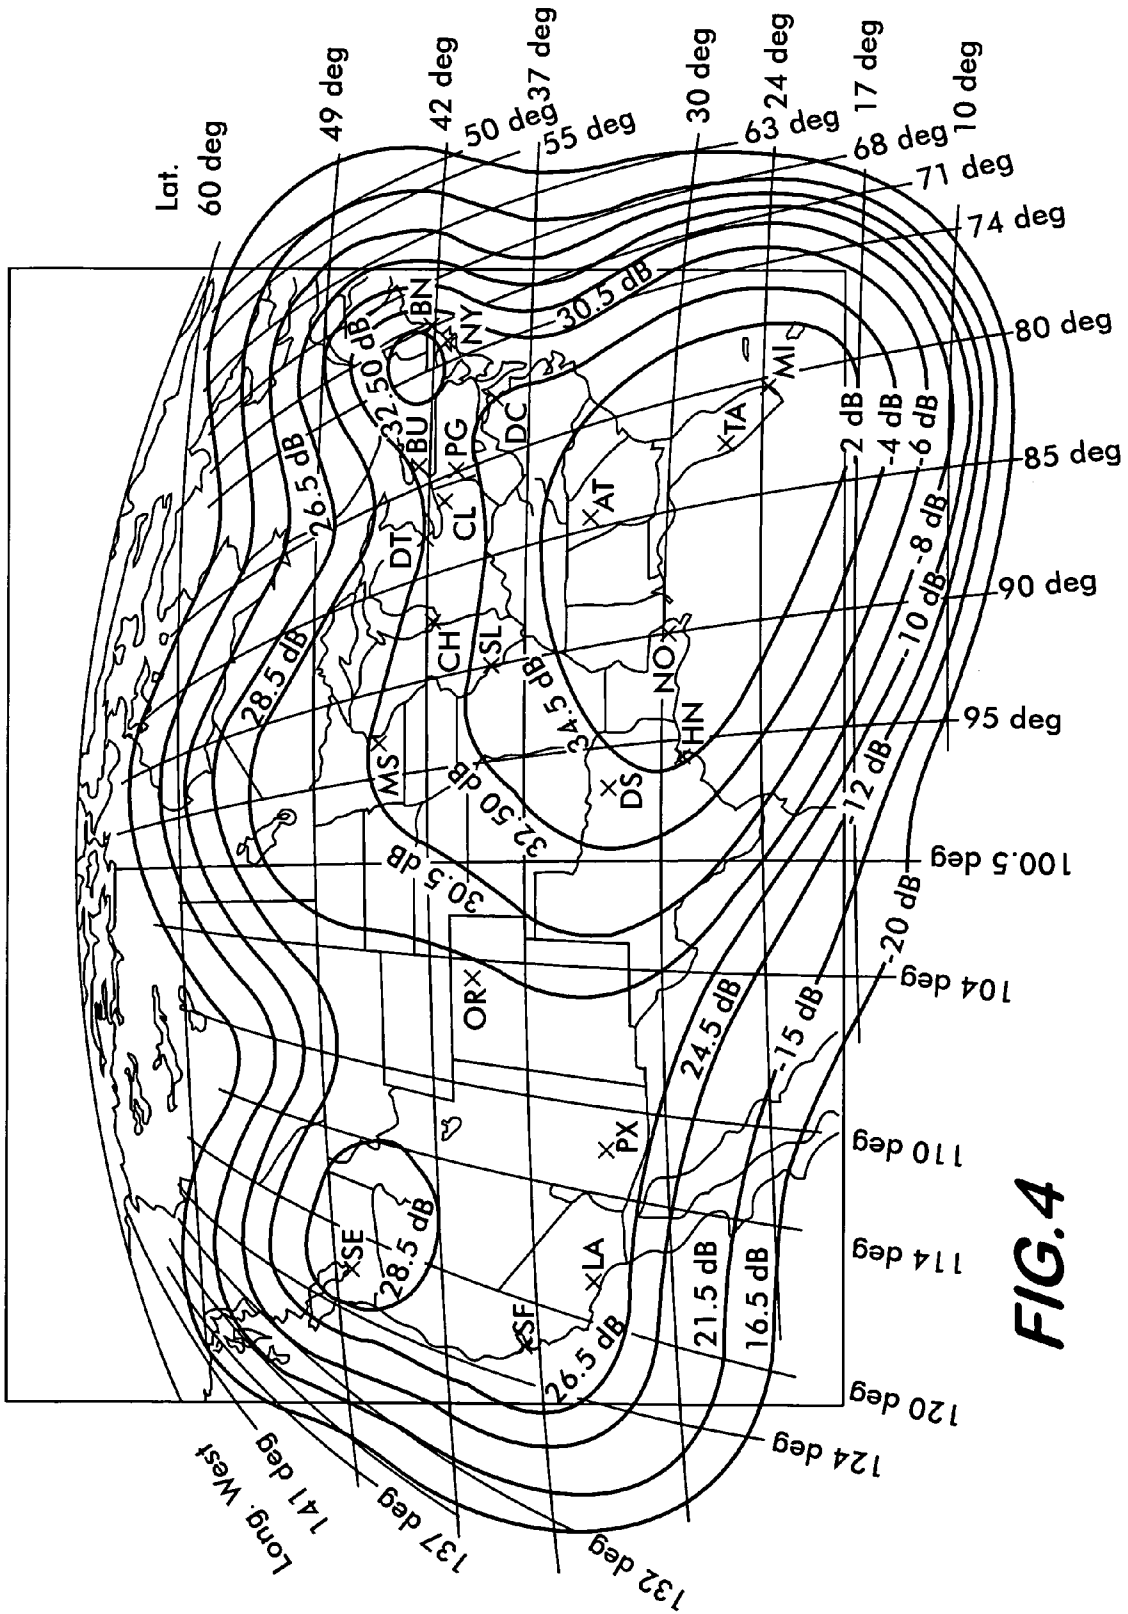 Lat.
60 deg
49 deg
42 deg
37 deg
30 deg
24 deg
17 deg
10 deg
50 deg
55 deg
63 deg
68 deg
71 deg
74 deg
80 deg
85 deg
90 deg
95 deg
100.5 deg
104 deg
110 deg
114 deg
120 deg
124 deg
132 deg
137 deg
141 deg
Long. West
26.5 dB
28.5 dB
32.50 dB
30.5 dB
34.5 dB
32.50 dB
30.5 dB
28.5 dB
26.5 dB
24.5 dB
21.5 dB
16.5 dB
-2 dB
-4 dB
-6 dB
-8 dB
-10 dB
-12 dB
-15 dB
-20 dB
BN
NY
BU
PG
DC
CL
DT
CH
SL
MS
AT
TA
MI
NO
HN
DS
OR
PX
SE
SF
LA
FIG.4